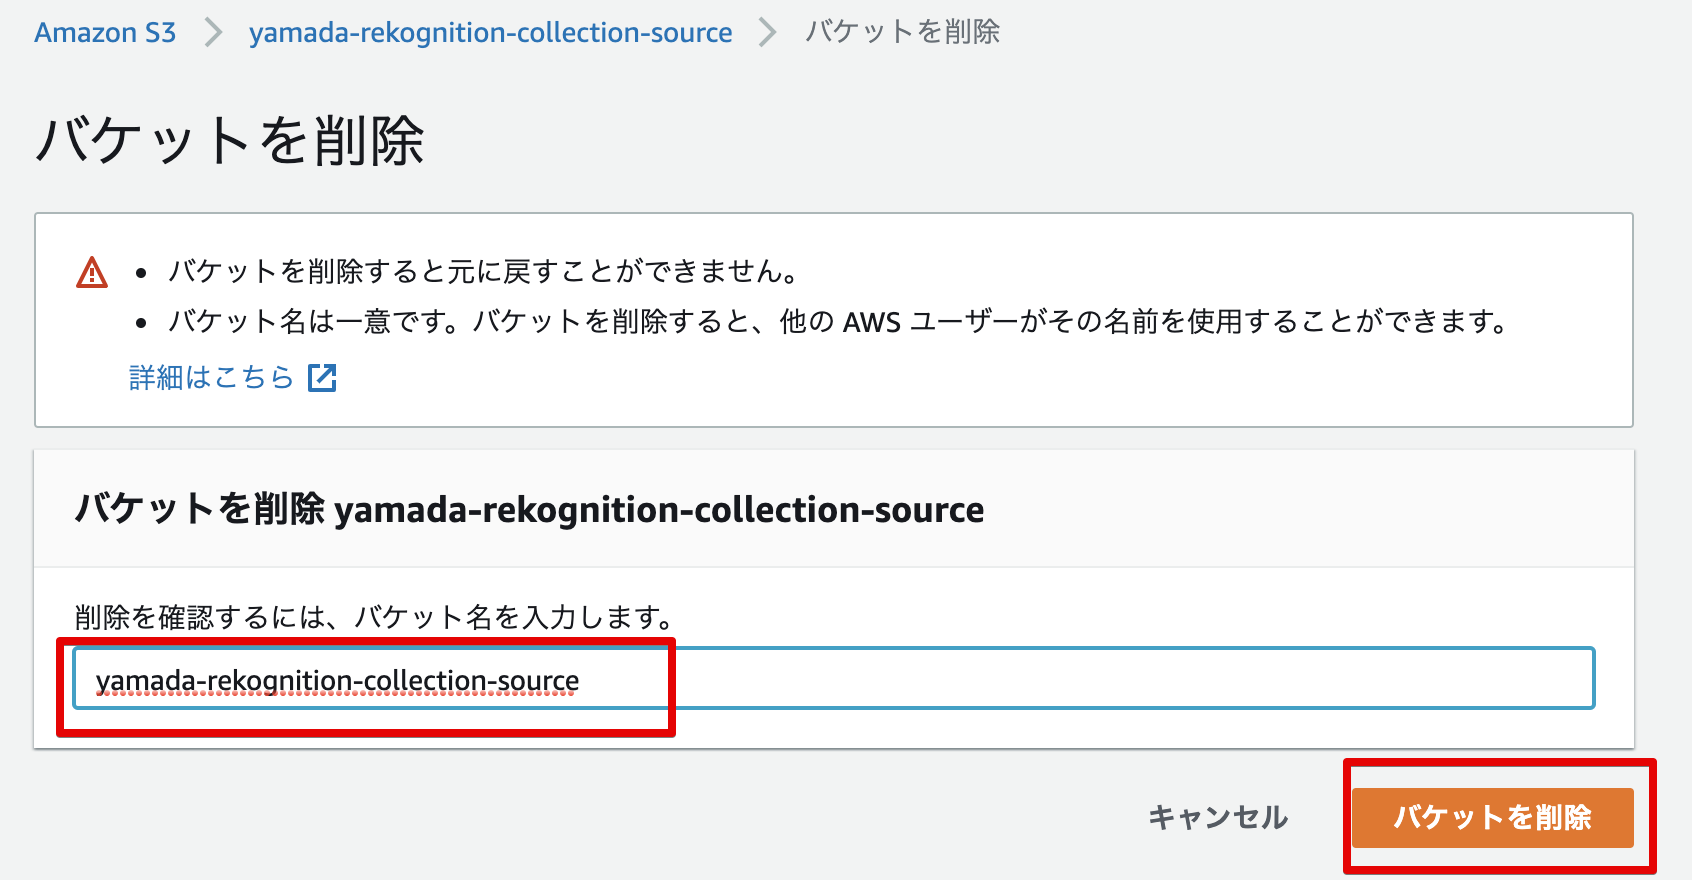 Amazon S3 > yamada-rekognition-collection-source > バケットを削除
バケットを削除
• バケットを削除すると元に戻すことができません。
• バケット名は一意です。バケットを削除すると、他の AWS ユーザーがその名前を使用することができます。
詳細はこちら
バケットを削除 yamada-rekognition-collection-source
削除を確認するには、バケット名を入力します。
yamada-rekognition-collection-source
キャンセル バケットを削除